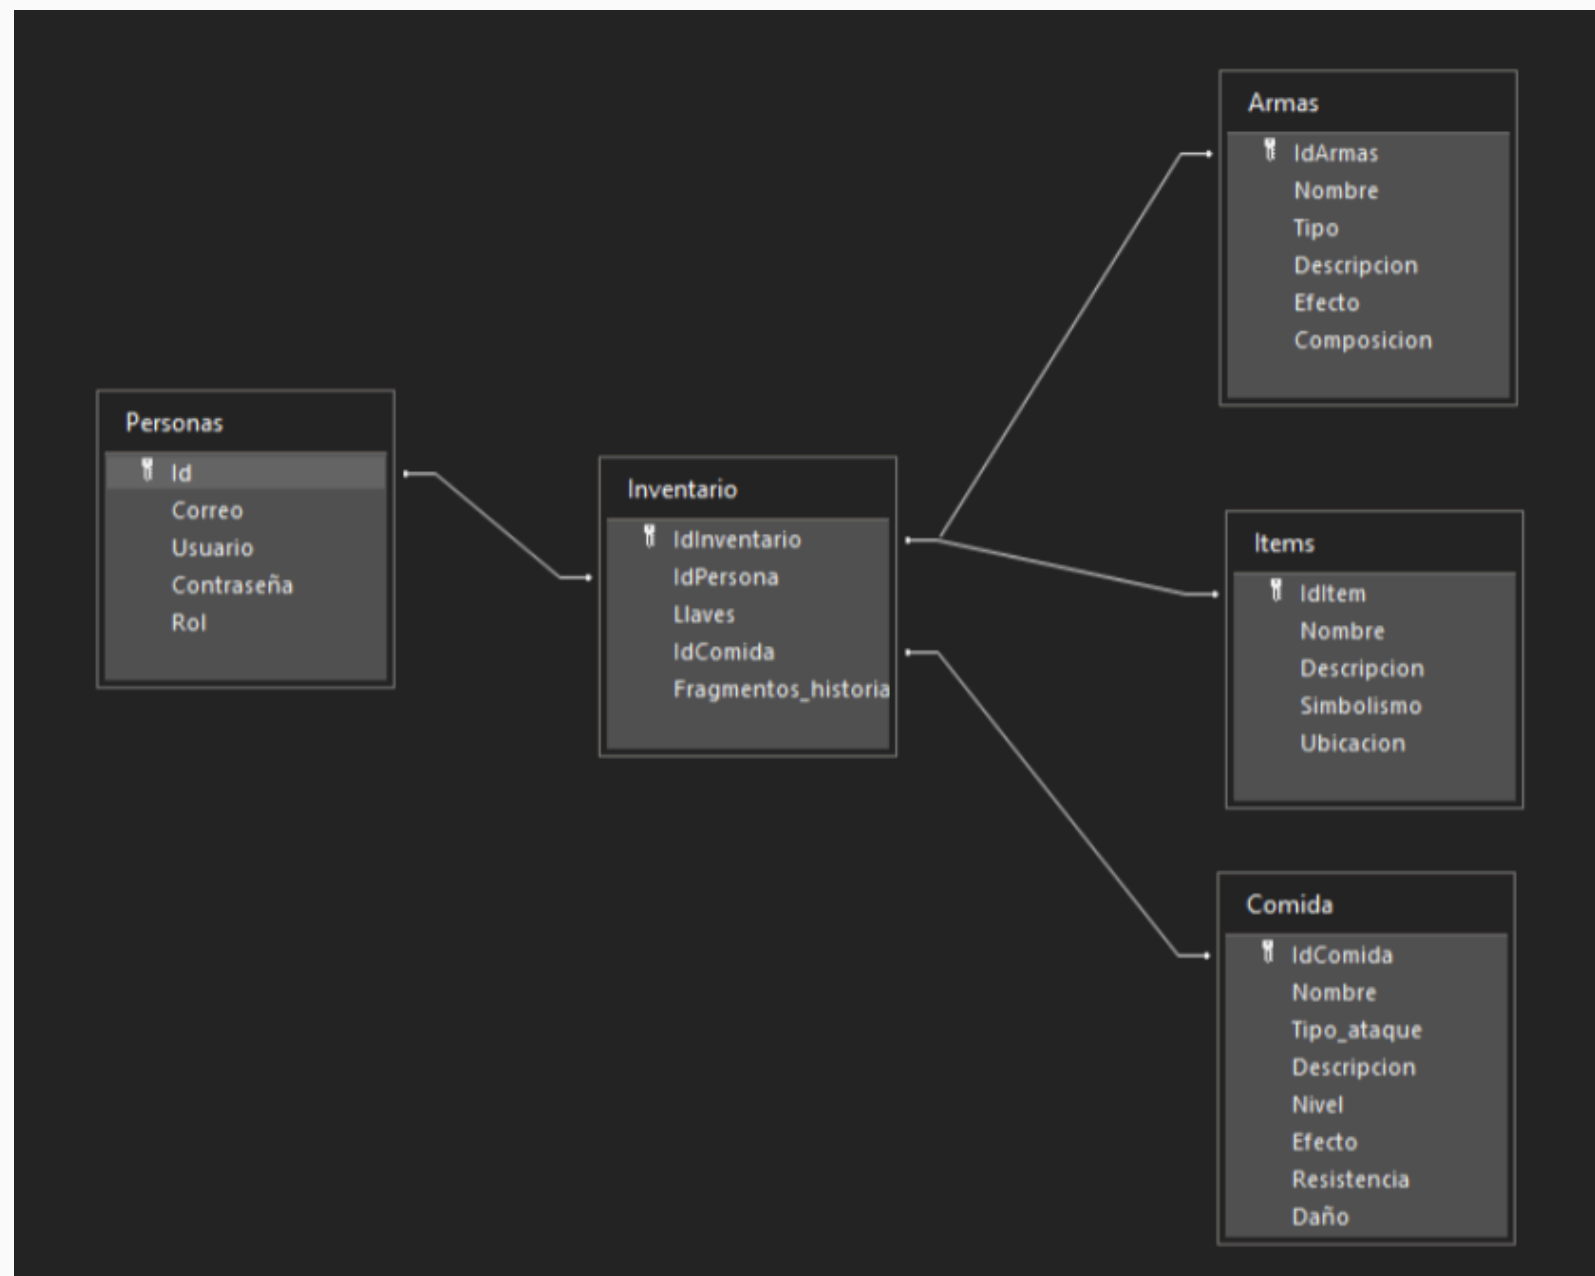 Personas
Id
Correo
Usuario
Contraseña
Rol
Inventario
IdInventario
IdPersona
Llaves
IdComida
Fragmentos_historia
Armas
IdArmas
Nombre
Tipo
Descripcion
Efecto
Composicion
Items
IdItem
Nombre
Descripcion
Simbolismo
Ubicacion
Comida
IdComida
Nombre
Tipo_ataque
Descripcion
Nivel
Efecto
Resistencia
Daño